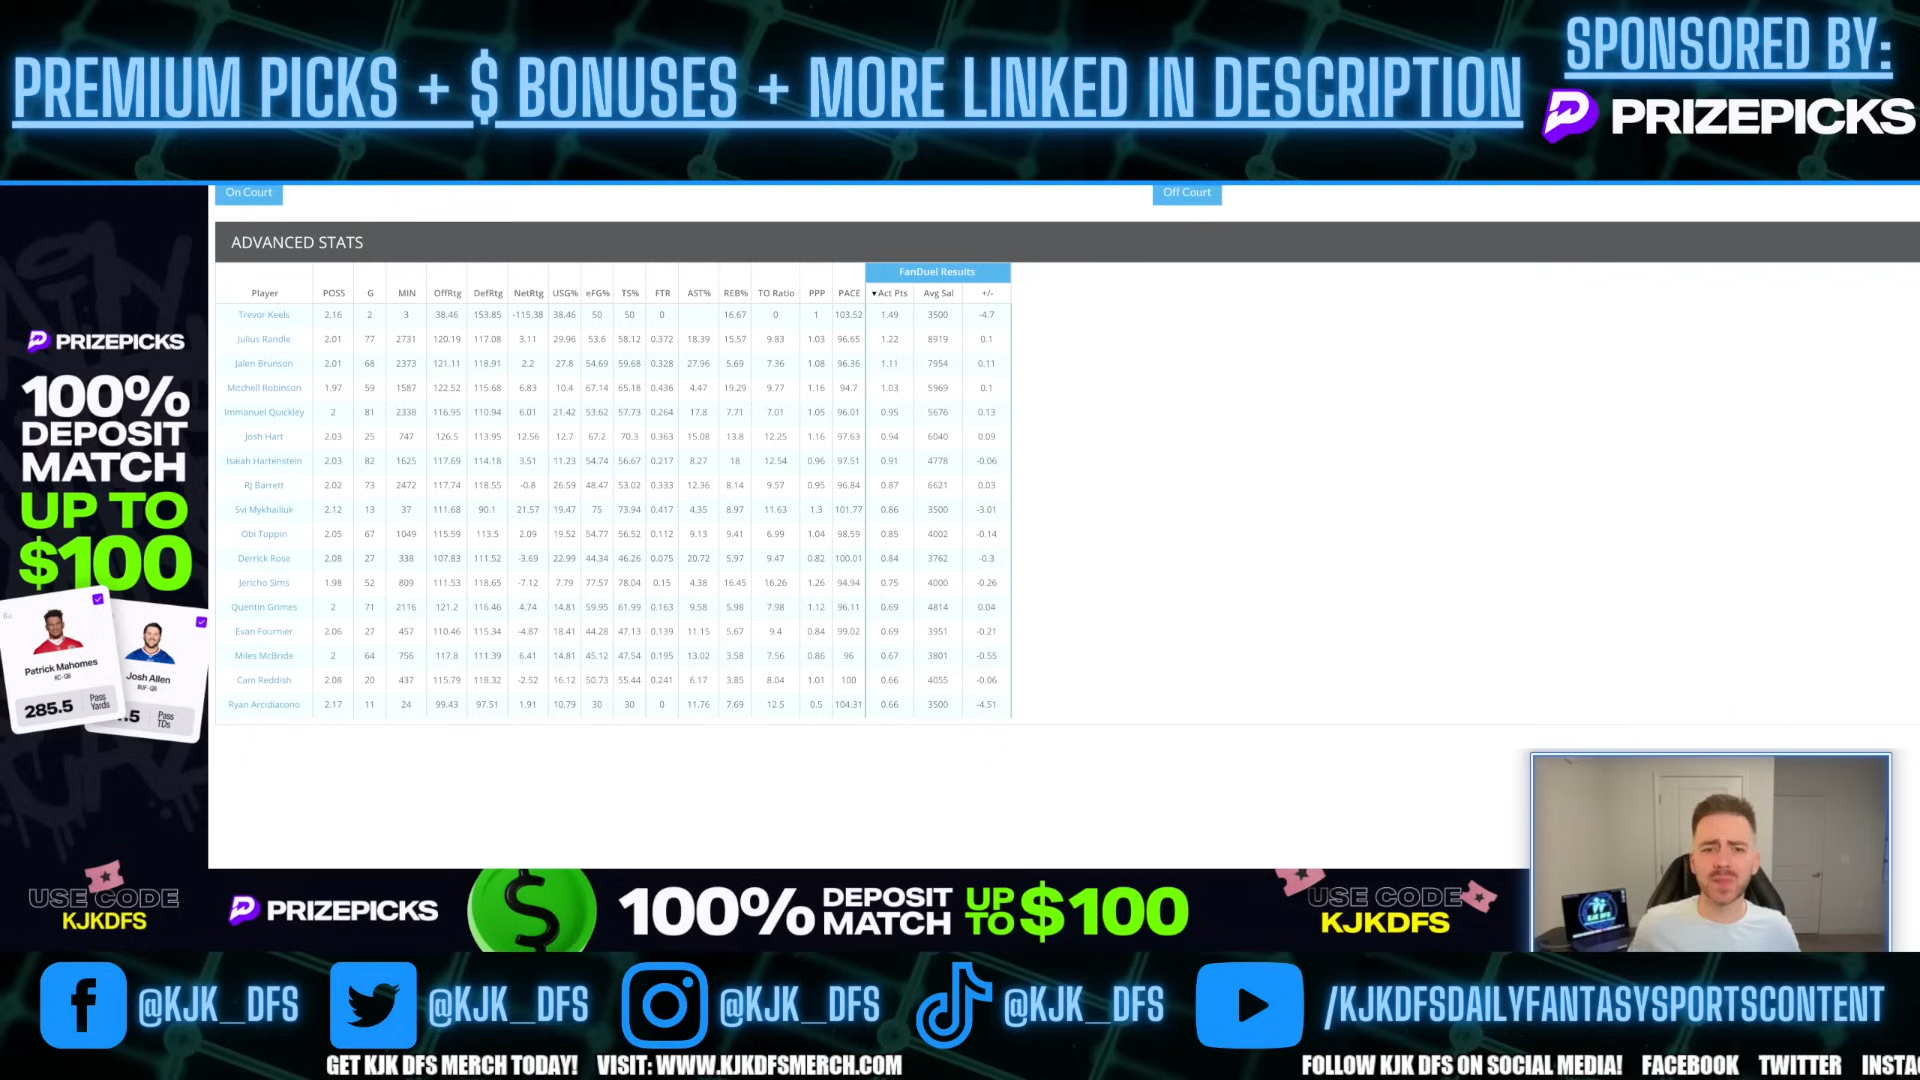 PREMIUM PICKS + $ BONUSES + MORE LINKED IN DESCRIPTION
SPONSORED BY:
PRIZEPICKS
On Court
Off Court
ADVANCED STATS
FanDuel Results
Player POSS G MIN OffRtg DefRtg NetRtg USG% eFG% TS% FTR AST% REB% TO Ratio PPP PACE ▾Act Pts Avg Sal +/-
Trevor Keels 2.16 2 3 38.46 153.85 -115.38 38.46 50 50 0 16.67 0 1 103.52 1.49 3500 -4.7
Julius Randle 2.01 77 2731 120.19 117.08 3.11 29.96 53.6 58.12 0.372 18.39 15.57 9.83 1.03 96.65 1.22 8919 0.1
Jalen Brunson 2.01 68 2373 121.11 118.91 2.2 27.8 54.69 59.68 0.328 27.96 5.69 7.36 1.08 96.36 1.11 7954 0.11
Mitchell Robinson 1.97 59 1587 122.52 115.68 6.83 10.4 67.14 65.18 0.436 4.47 19.29 9.77 1.16 94.7 1.03 5969 0.1
Immanuel Quickley 2 81 2338 116.95 110.94 6.01 21.42 53.62 57.73 0.264 17.8 7.71 7.01 1.05 96.01 0.95 5676 0.13
Josh Hart 2.03 25 747 126.5 113.95 12.56 12.7 67.2 70.3 0.363 15.08 13.8 12.25 1.16 97.63 0.94 6040 0.09
Isaiah Hartenstein 2.03 82 1625 117.69 114.18 3.51 11.23 54.74 56.67 0.217 8.27 18 12.54 0.96 97.51 0.91 4778 -0.06
RJ Barrett 2.02 73 2472 117.74 118.55 -0.8 26.59 48.47 53.02 0.333 12.36 8.14 9.57 0.95 96.84 0.87 6621 0.03
Svi Mykhailiuk 2.12 13 37 111.68 90.1 21.57 19.47 75 73.94 0.417 4.35 8.97 11.63 1.3 101.77 0.86 3500 -3.01
Obi Toppin 2.05 67 1049 115.59 113.5 2.09 19.52 54.77 56.52 0.112 9.13 9.41 6.99 1.04 98.59 0.85 4002 -0.14
Derrick Rose 2.08 27 338 107.83 111.52 -3.69 22.99 44.34 46.26 0.075 20.72 5.97 9.47 0.82 100.01 0.84 3762 -0.3
Jericho Sims 1.98 52 809 111.53 118.65 -7.12 7.79 77.57 78.04 0.15 4.38 16.45 16.26 1.26 94.94 0.75 4000 -0.26
Quentin Grimes 2 71 2116 121.2 116.46 4.74 14.81 59.95 61.99 0.163 9.58 5.98 7.98 1.12 96.11 0.69 4814 0.04
Evan Fournier 2.06 27 457 110.46 115.34 -4.87 18.41 44.28 47.13 0.139 11.15 5.67 9.4 0.84 99.02 0.69 3951 -0.21
Miles McBride 2 64 756 117.8 111.39 6.41 14.81 45.12 47.54 0.195 13.02 3.58 7.56 0.86 96 0.67 3801 -0.55
Cam Reddish 2.08 20 437 115.79 118.32 -2.52 16.12 50.73 55.44 0.241 6.17 3.85 8.04 1.01 100 0.66 4055 -0.06
Ryan Arcidiacono 2.17 11 24 99.43 97.51 1.91 10.79 30 30 0 11.76 7.69 12.5 0.5 104.31 0.66 3500 -4.51
PRIZEPICKS
100%
DEPOSIT
MATCH
UP TO
$100
Patrick Mahomes
KC-QB
285.5 Pass Yards
Josh Allen
BUF-QB
.5 Pass TDs
USE CODE
KJKDFS
PRIZEPICKS
100% DEPOSIT MATCH UP TO $100
USE CODE
KJKDFS
@KJK_DFS
@KJK_DFS
@KJK_DFS
@KJK_DFS
/KJKDFSDAILYFANTASYSPORTSCONTENT
GET KJK DFS MERCH TODAY! VISIT: WWW.KJKDFSMERCH.COM
FOLLOW KJK DFS ON SOCIAL MEDIA! FACEBOOK TWITTER INSTA